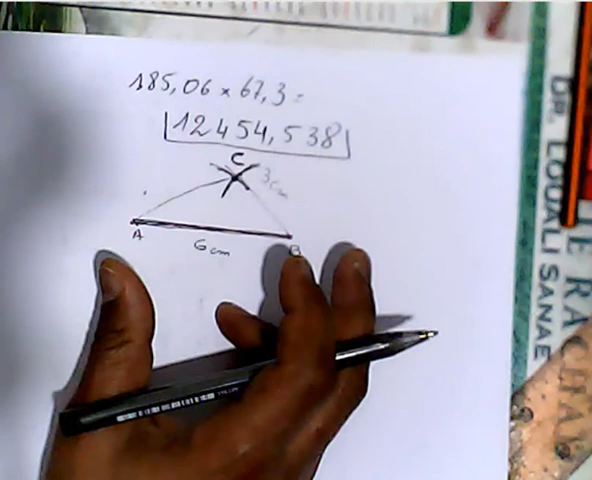 185,06 × 67,3 =
12454,538
C
3cm
A
6cm
B
DR. LOUALI SANAE